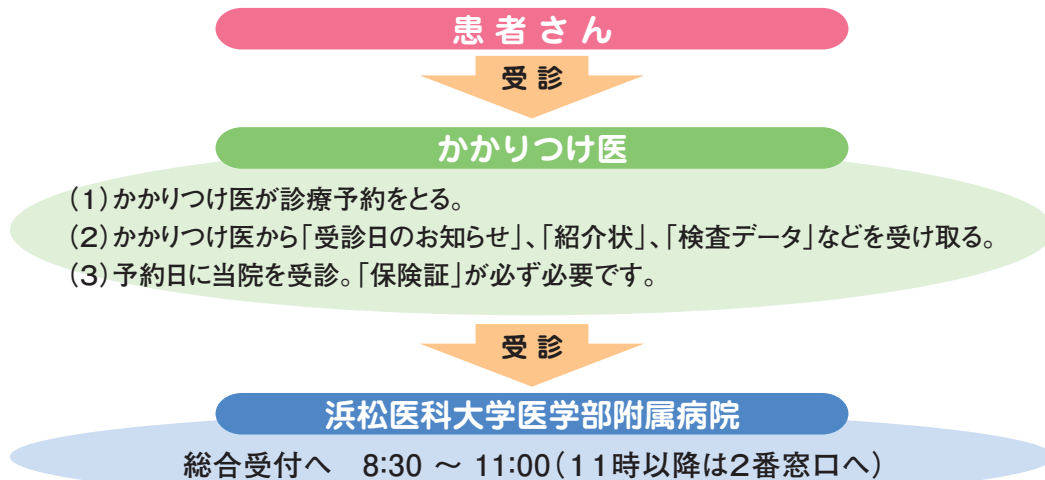 患者さん
受診
かかりつけ医
(1)かかりつけ医が診療予約をとる。
(2)かかりつけ医から「受診日のお知らせ」、「紹介状」、「検査データ」などを受け取る。
(3)予約日に当院を受診。「保険証」が必ず必要です。
受診
浜松医科大学医学部附属病院
総合受付へ 8:30 ~ 11:00(11時以降は2番窓口へ)